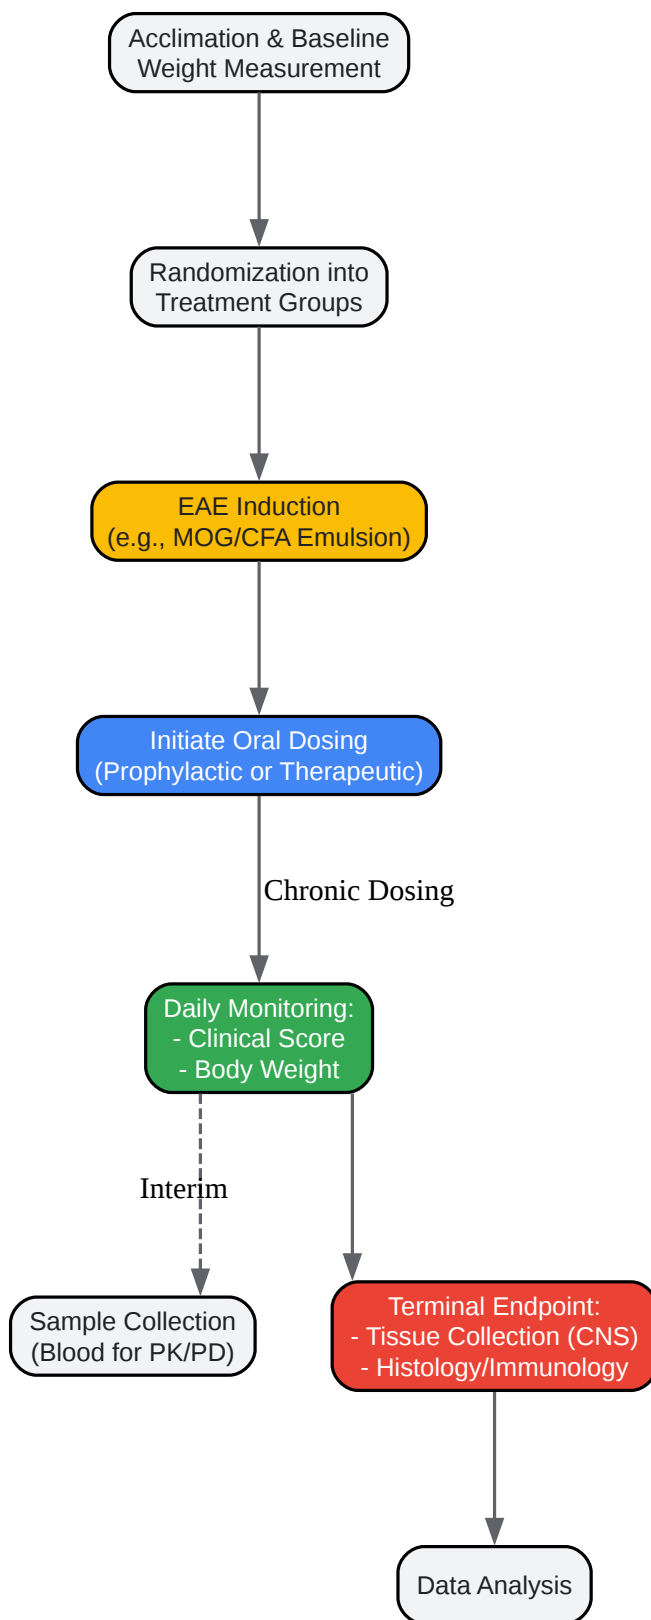 Acclimation & Baseline
Weight Measurement
Randomization into
Treatment Groups
EAE Induction
(e.g., MOG/CFA Emulsion)
Initiate Oral Dosing
(Prophylactic or Therapeutic)
Chronic Dosing
Daily Monitoring:
- Clinical Score
- Body Weight
Interim
Sample Collection
(Blood for PK/PD)
Terminal Endpoint:
- Tissue Collection (CNS)
- Histology/Immunology
Data Analysis